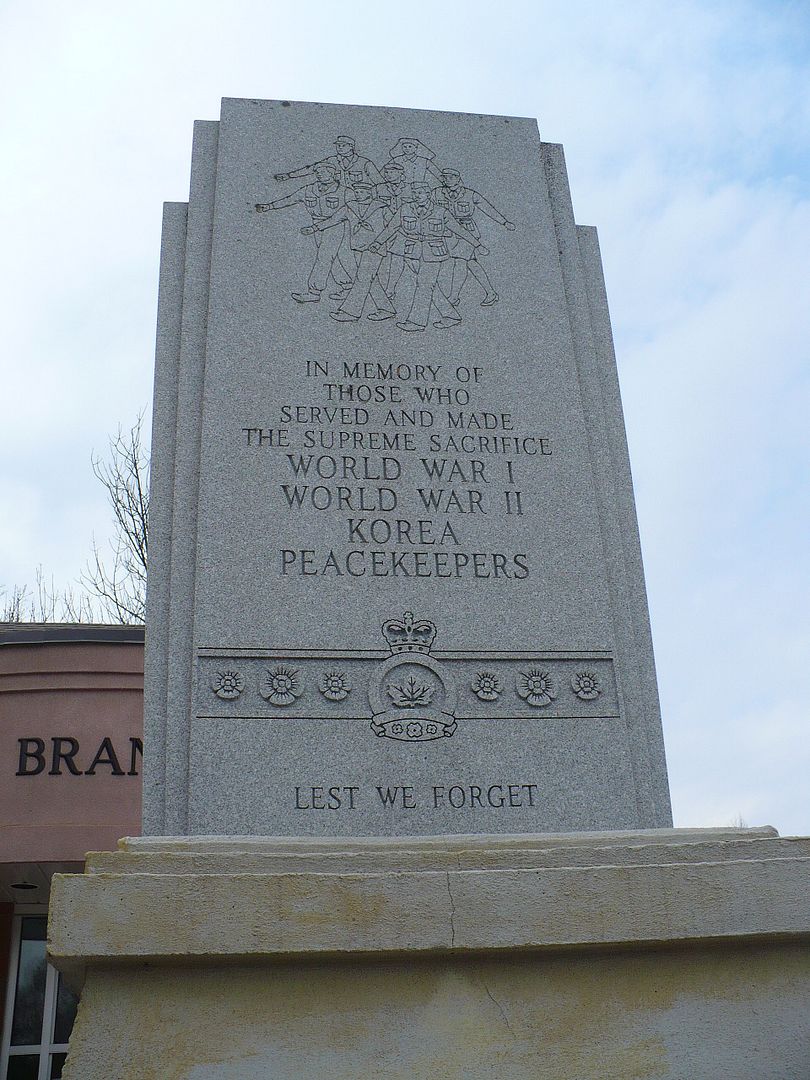 IN MEMORY OF
THOSE WHO
SERVED AND MADE
THE SUPREME SACRIFICE
WORLD WAR I
WORLD WAR II
KOREA
PEACEKEEPERS
LEST WE FORGET
BRAN